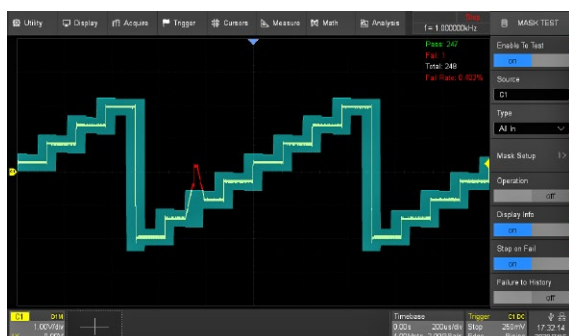 Utility Display Acquire Trigger Cursors Measure Math Analysis
Stop
f = 1.000000kHz
MASK TEST
Pass: 247
Fail: 1
Total: 248
Fail Rate: 0.403%
Enable To Test
on
Source
C1
Type
All In
Mask Setup
Operation
off
Display Info
on
Stop on Fail
on
Failure to History
off
C1 D1M
1.00V/div
Timebase
0.00s 200us/div
Trigger C1 DC
Stop 250mV
17:32:14